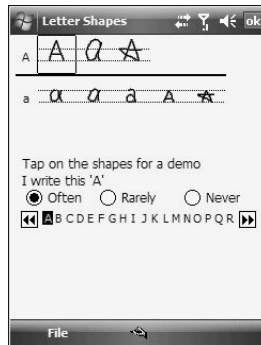 Letter Shapes ok
A A a A
a a a a A A
Tap on the shapes for a demo
I write this 'A'
Often Rarely Never
A B C D E F G H I J K L M N O P Q R
File